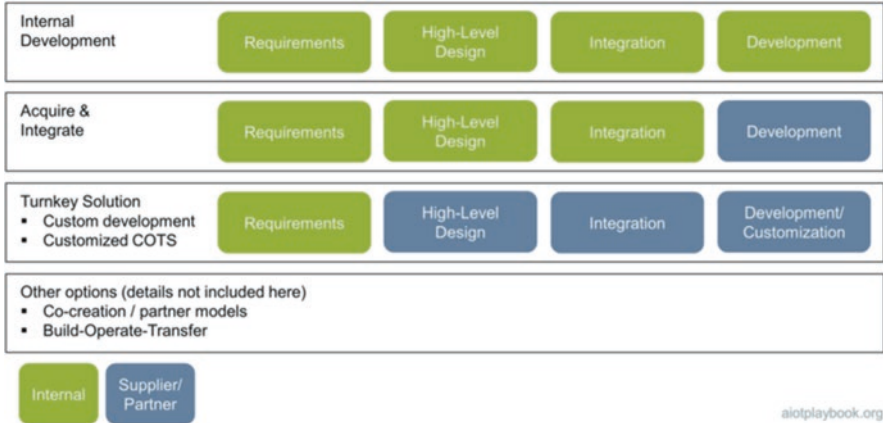 Internal
Development
Requirements
High-Level
Design
Integration
Development
Acquire &
Integrate
Requirements
High-Level
Design
Integration
Development
Turnkey Solution
▪ Custom development
▪ Customized COTS
Requirements
High-Level
Design
Integration
Development/
Customization
Other options (details not included here)
▪ Co-creation / partner models
▪ Build-Operate-Transfer
Internal
Supplier/
Partner
aiotplaybook.org